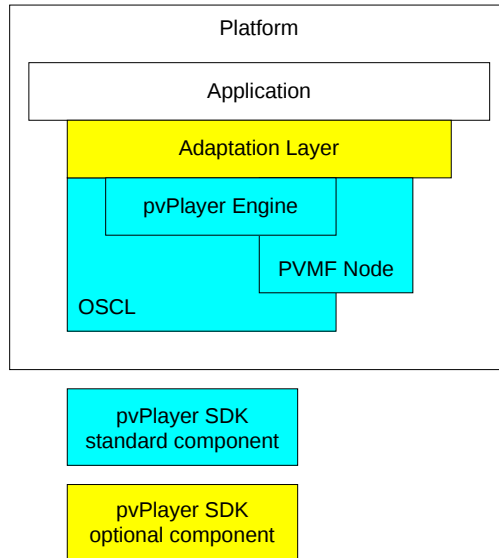 Platform
Application
Adaptation Layer
pvPlayer Engine
PVMF Node
OSCL
pvPlayer SDK
standard component
pvPlayer SDK
optional component